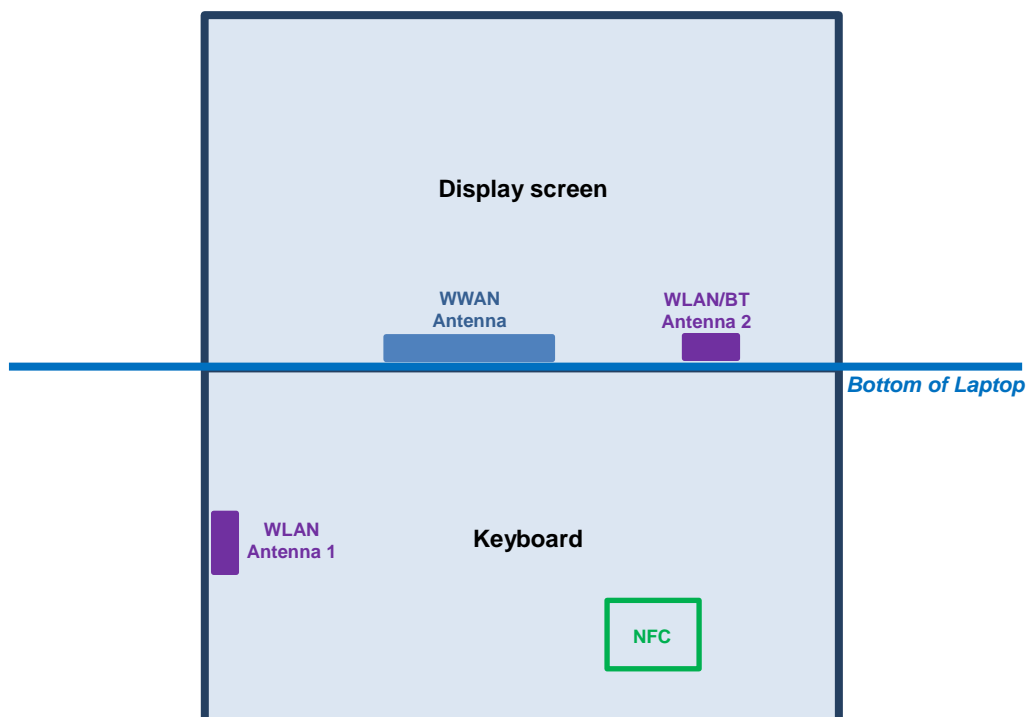 Display screen
WWAN
Antenna
WLAN/BT
Antenna 2
Bottom of Laptop
WLAN
Antenna 1
Keyboard
NFC